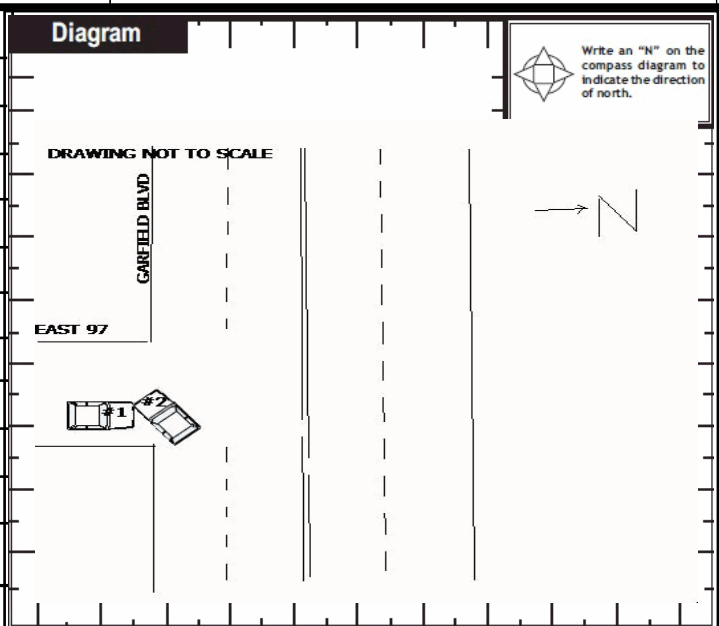 Diagram
Write an “N” on the
compass diagram to
indicate the direction
of north.
DRAWING NOT TO SCALE
GARFIELD BLVD
N
EAST 97
#1
#2